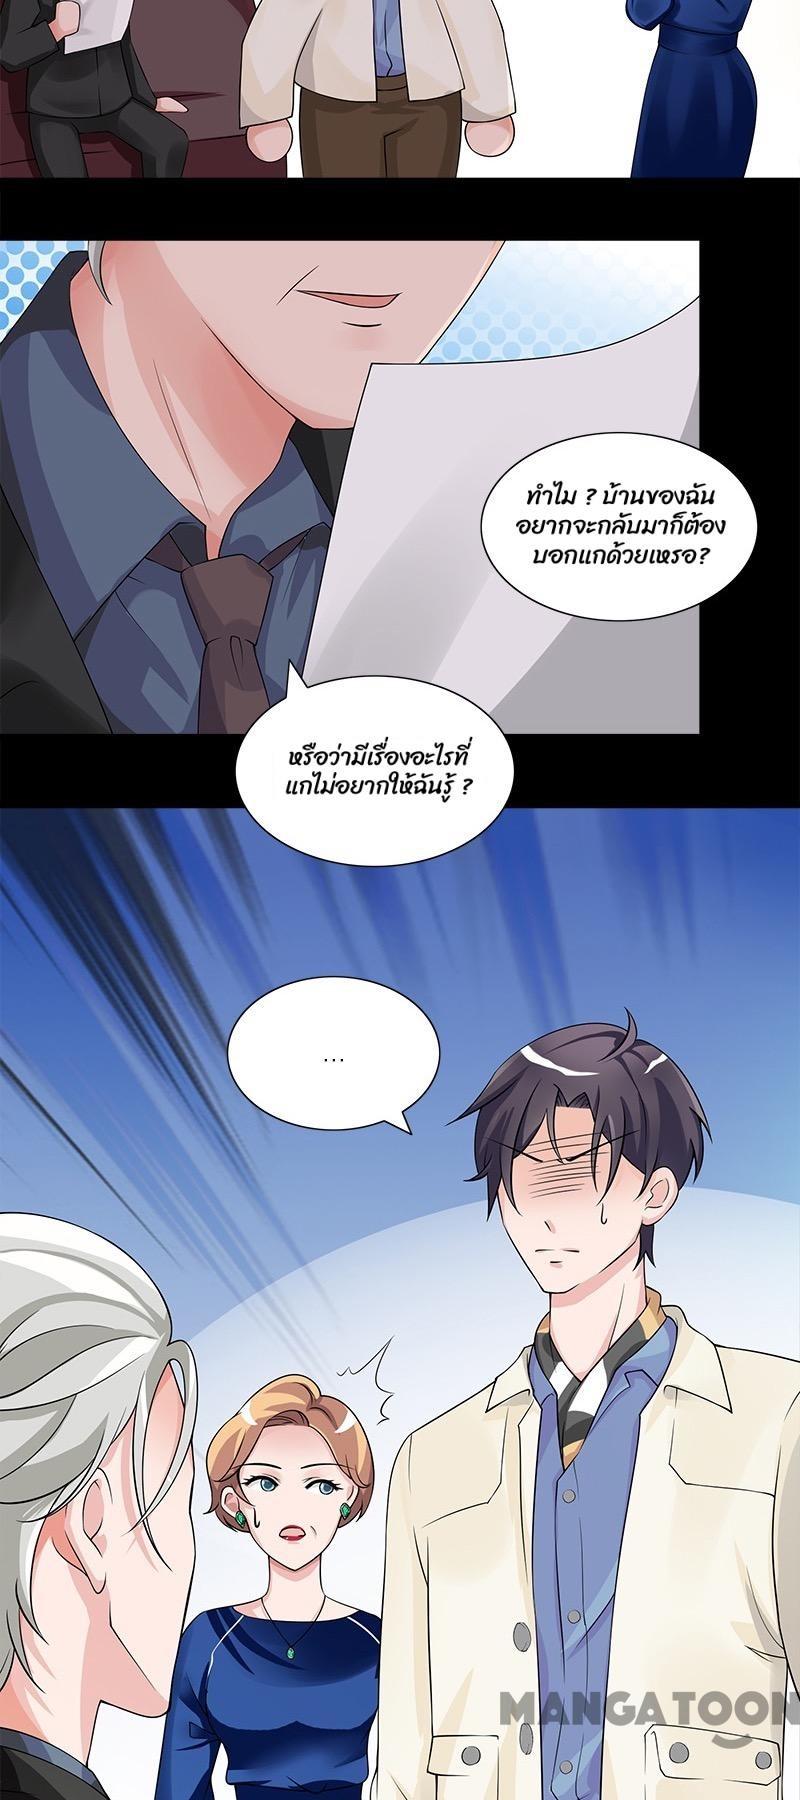 ทำไม ? บ้านของฉัน
อยากจะกลับมาก็ต้อง
บอกแกด้วยเหรอ?
หรือว่ามีเรื่องอะไรที่
แกไม่อยากให้ฉันรู้ ?
...
MANGATOON